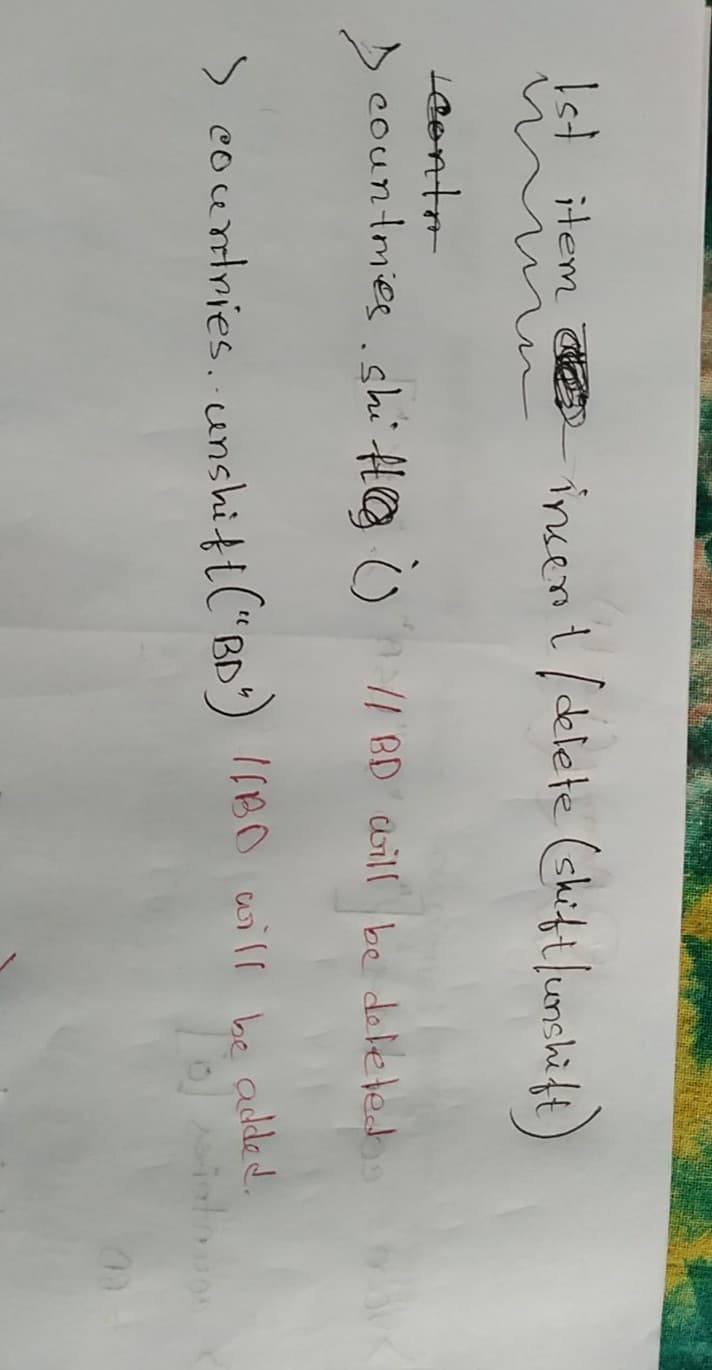 1st item insert/delete (shift/unshift)
> countries.shift() // BD will be deleted
> countries.unshift("BD") // BD will be added.